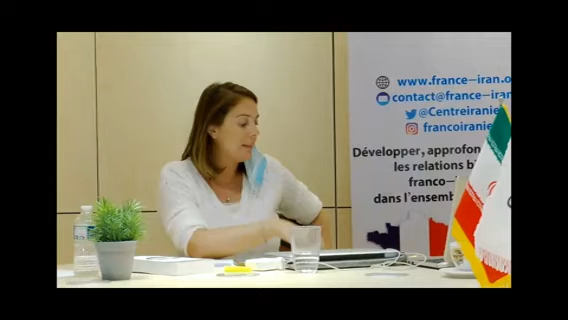 www.france-iran.o
contact@france-iran
@Centreiranie
francoiranie
Développer, approfon
les relations b
franco-
dans l'ensemb